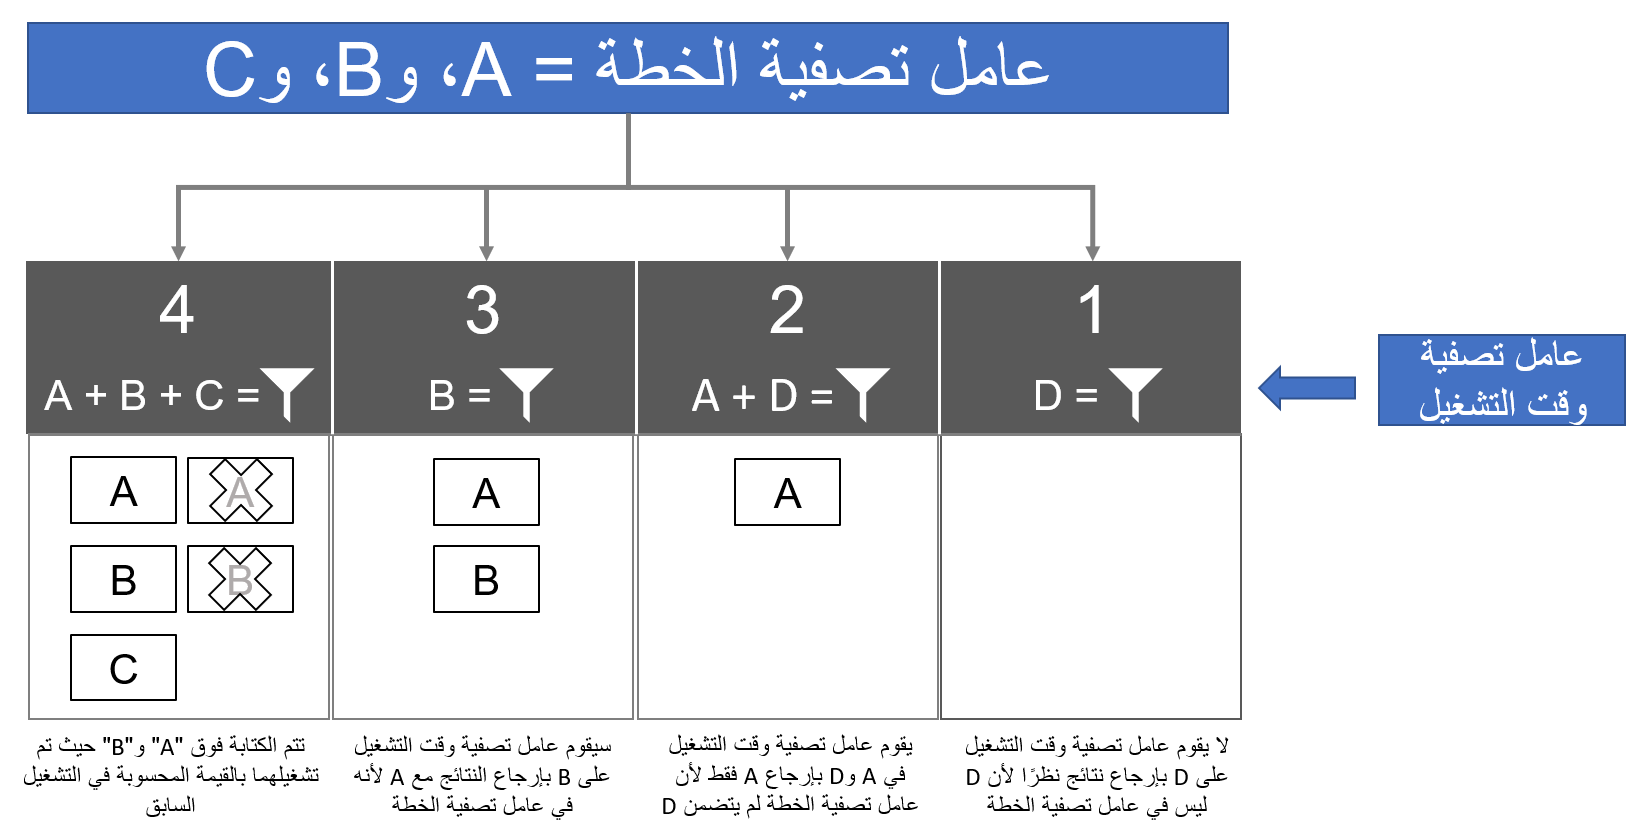 عامل تصفية الخطة = A، وB، وC
عامل تصفية
وقت التشغيل
1
D =
2
A + D =
3
B =
4
A + B + C =
A
A
B
A
A
B
B
C
لا يقوم عامل تصفية وقت التشغيل
على D بإرجاع نتائج نظرًا لأن D
ليس في عامل تصفية الخطة
يقوم عامل تصفية وقت التشغيل
في A وD بإرجاع A فقط لأن
عامل تصفية الخطة لم يتضمن D
سيقوم عامل تصفية وقت التشغيل
على B بإرجاع النتائج مع A لأنه
في عامل تصفية الخطة
تتم الكتابة فوق "A" و"B" حيث تم
تشغيلهما بالقيمة المحسوبة في التشغيل
السابق